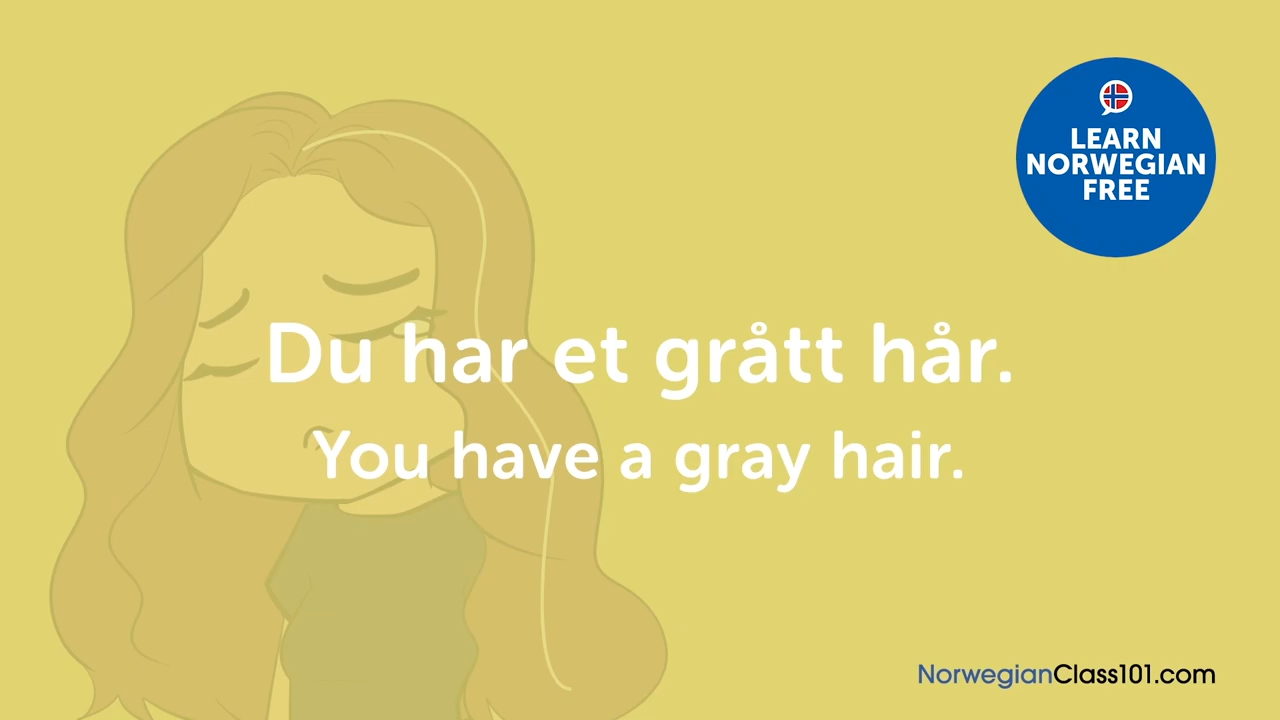 LEARN
NORWEGIAN
FREE
Du har et grått hår.
You have a gray hair.
NorwegianClass101.com